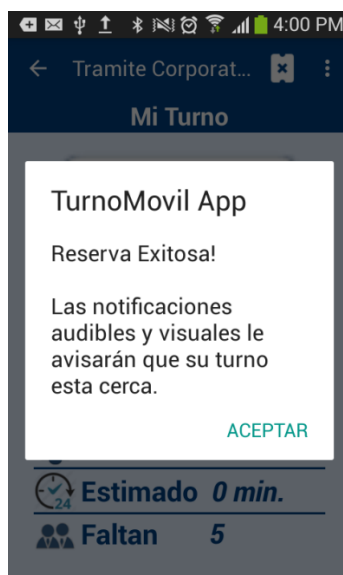 4:00 PM
Tramite Corporat...
Mi Turno
TurnoMovil App
Reserva Exitosa!
Las notificaciones
audibles y visuales le
avisarán que su turno
esta cerca.
ACEPTAR
24
Estimado 0 min.
Faltan 5